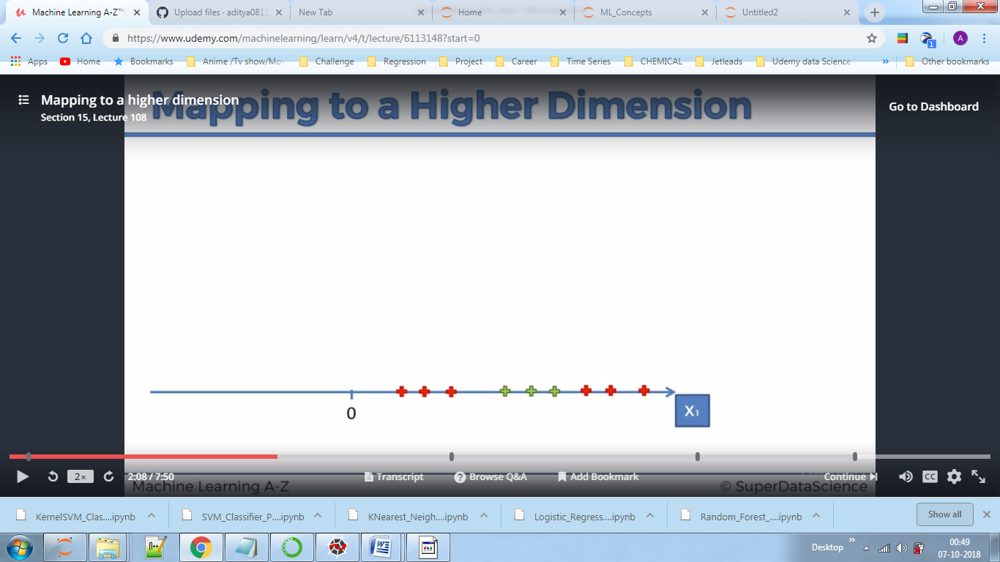 Machine Learning A-Z™:
Upload files · aditya0811
New Tab
Home
ML_Concepts
Untitled2
https://www.udemy.com/machinelearning/learn/v4/t/lecture/6113148?start=0
A
1
Apps
Home
Bookmarks
Anime /Tv show/Mov
Challenge
Regression
Project
Career
Time Series
CHEMICAL
Jetleads
Udemy data Science
»
Other bookmarks
Mapping to a higher dimension
Section 15, Lecture 108
Mapping to a Higher Dimension
Go to Dashboard
0
X1
2×
2:08 / 7:50
Transcript
Browse Q&A
Add Bookmark
Continue
CC
Machine Learning A-Z
© SuperDataScience
KernelSVM_Clas....ipynb
SVM_Classifier_P....ipynb
KNearest_Neigh....ipynb
Logistic_Regress....ipynb
Random_Forest_....ipynb
Show all
Desktop
»
00:49
07-10-2018